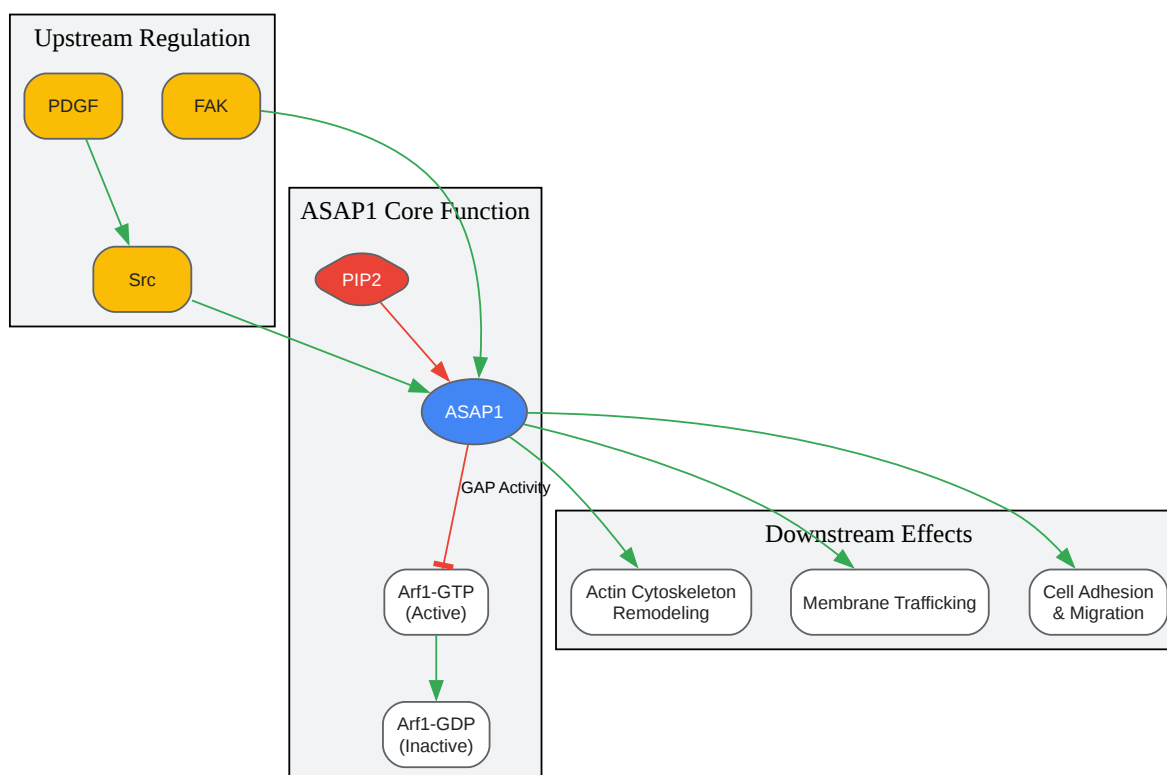 Upstream Regulation
PDGF
FAK
Src
ASAP1 Core Function
PIP2
ASAP1
GAP Activity
Arf1-GTP
(Active)
Arf1-GDP
(Inactive)
Downstream Effects
Actin Cytoskeleton
Remodeling
Membrane Trafficking
Cell Adhesion
& Migration